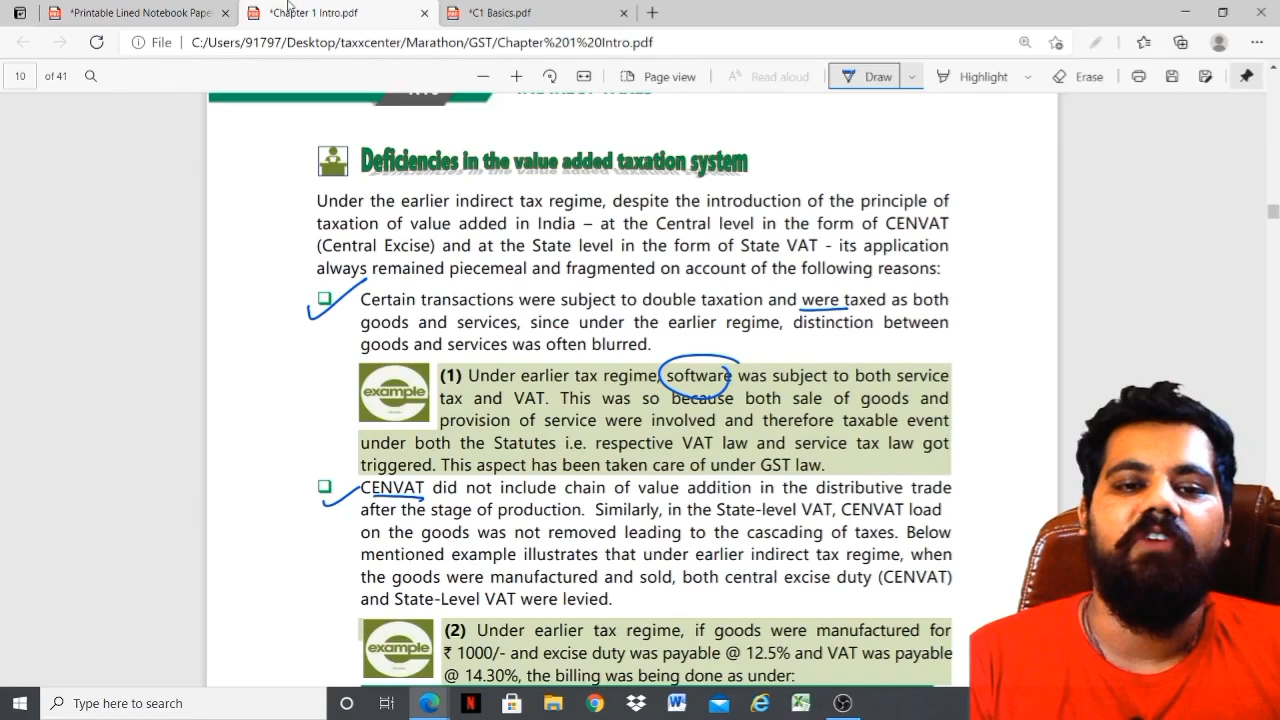 *Printable Lined Notebook Pape
*Chapter 1 Intro.pdf
*C1 Basics.pdf
File
C:/Users/91797/Desktop/taxxcenter/Marathon/GST/Chapter%201%20Intro.pdf
10 of 41
Page view
Read aloud
Draw
Highlight
Erase
Deficiencies in the value added taxation system
Under the earlier indirect tax regime, despite the introduction of the principle of
taxation of value added in India – at the Central level in the form of CENVAT
(Central Excise) and at the State level in the form of State VAT - its application
always remained piecemeal and fragmented on account of the following reasons:
Certain transactions were subject to double taxation and were taxed as both
goods and services, since under the earlier regime, distinction between
goods and services was often blurred.
example
(1) Under earlier tax regime, software was subject to both service
tax and VAT. This was so because both sale of goods and
provision of service were involved and therefore taxable event
under both the Statutes i.e. respective VAT law and service tax law got
triggered. This aspect has been taken care of under GST law.
CENVAT did not include chain of value addition in the distributive trade
after the stage of production. Similarly, in the State-level VAT, CENVAT load
on the goods was not removed leading to the cascading of taxes. Below
mentioned example illustrates that under earlier indirect tax regime, when
the goods were manufactured and sold, both central excise duty (CENVAT)
and State-Level VAT were levied.
example
(2) Under earlier tax regime, if goods were manufactured for
₹ 1000/- and excise duty was payable @ 12.5% and VAT was payable
@ 14.30%, the billing was being done as under:
Type here to search